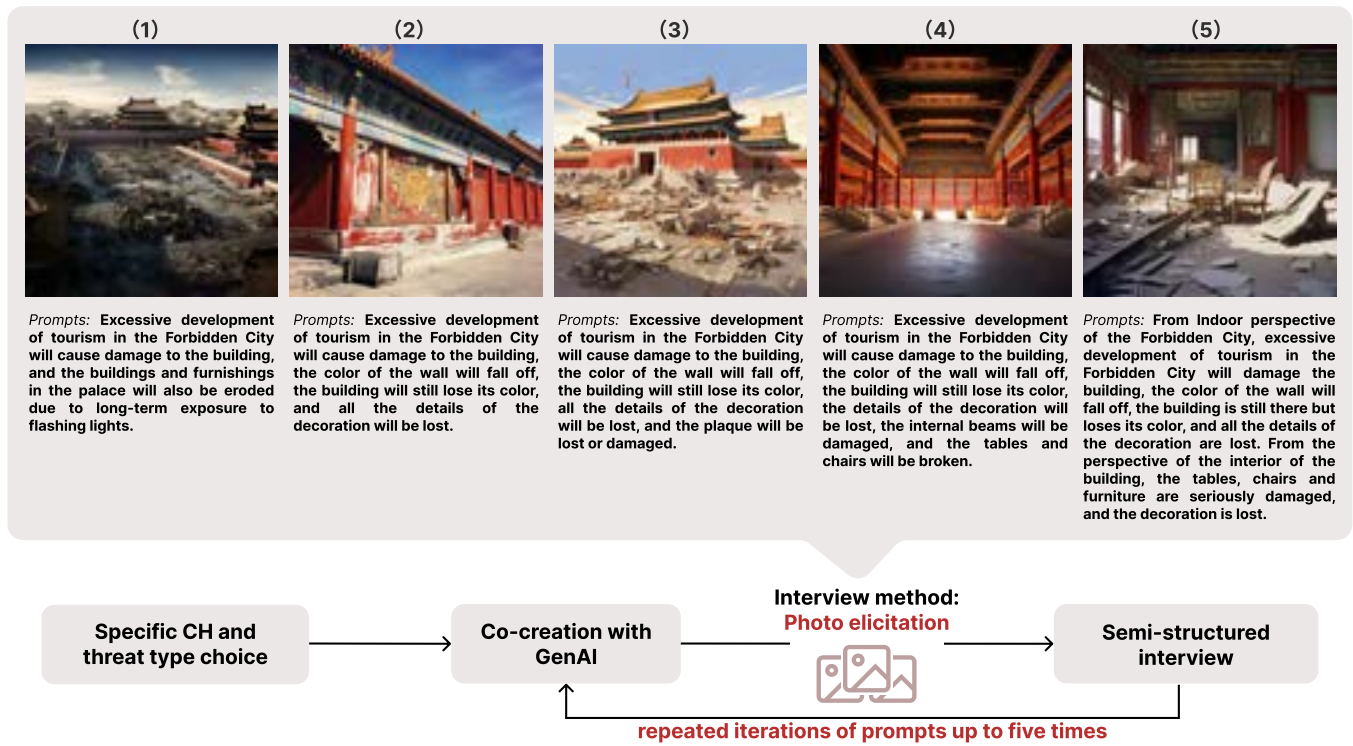 (1)
(2)
(3)
(4)
(5)
Prompts: Excessive development
of tourism in the Forbidden City
will cause damage to the building,
and the buildings and furnishings
in the palace will also be eroded
due to long-term exposure to
flashing lights.
Prompts: Excessive development
of tourism in the Forbidden City
will cause damage to the building,
the color of the wall will fall off,
the building will still lose its color,
and all the details of the
decoration will be lost.
Prompts: Excessive development
of tourism in the Forbidden City
will cause damage to the building,
the color of the wall will fall off,
the building will still lose its color,
all the details of the decoration
will be lost, and the plaque will be
lost or damaged.
Prompts: Excessive development
of tourism in the Forbidden City
will cause damage to the building,
the color of the wall will fall off,
the building will still lose its color,
the details of the decoration will
be lost, the internal beams will be
damaged, and the tables and
chairs will be broken.
Prompts: From Indoor perspective
of the Forbidden City, excessive
development of tourism in the
Forbidden City will damage the
building, the color of the wall will
fall off, the building is still there but
loses its color, and all the details of
the decoration are lost. From the
perspective of the interior of the
building, the tables, chairs and
furniture are seriously damaged,
and the decoration is lost.
Specific CH and
threat type choice
Co-creation with
GenAI
Interview method:
Photo elicitation
Semi-structured
interview
repeated iterations of prompts up to five times